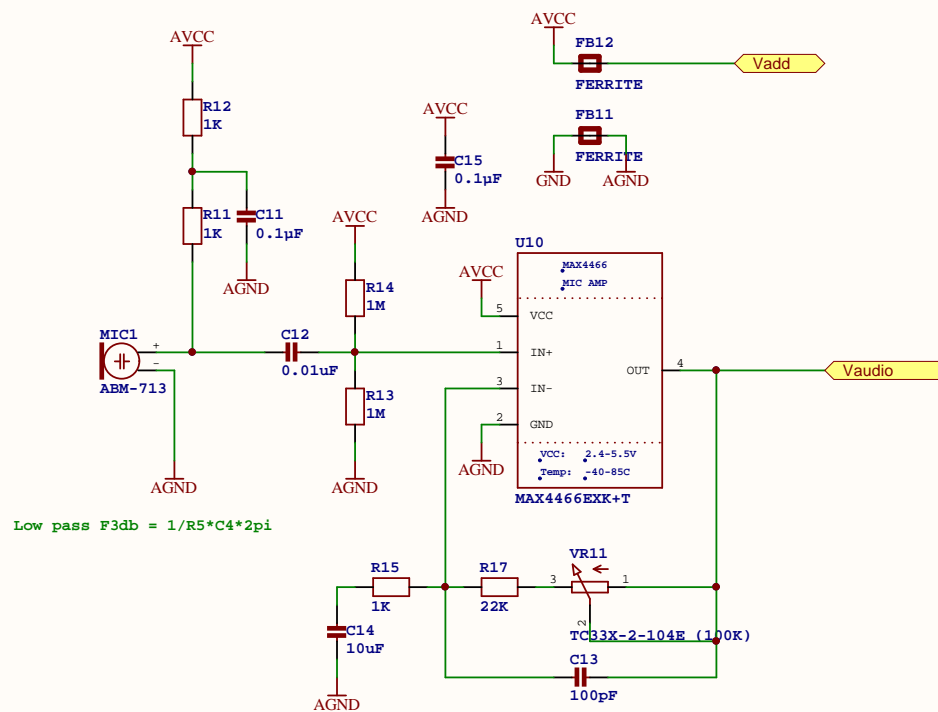 AVCC
FB12
Vadd
FERRITE
AVCC
R12
1K
AVCC
C15
0.1µF
AGND
FB11
FERRITE
GND
AGND
R11
1K
C11
0.1µF
AGND
AVCC
R14
1M
U10
MAX4466
MIC AMP
AVCC
5
VCC
MIC1
+
-
ABM-713
C12
0.01uF
1
IN+
3
IN-
OUT
4
Vaudio
R13
1M
2
GND
AGND
AGND
AGND
VCC: 2.4-5.5V
Temp: -40-85C
MAX4466EXK+T
Low pass F3db = 1/R5*C4*2pi
R15
1K
R17
22K
VR11
3
1
2
TC33X-2-104E (100K)
C14
10uF
AGND
C13
100pF